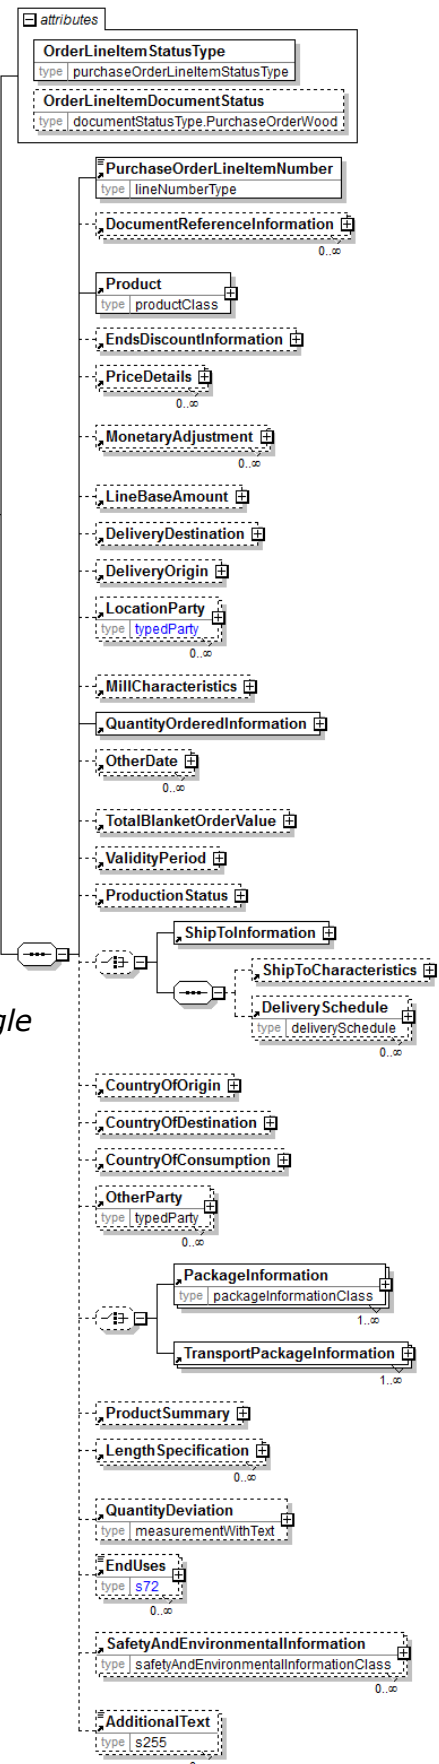 attributes
OrderLineItemStatusType
type purchaseOrderLineItemStatusType
OrderLineItemDocumentStatus
type documentStatusType.PurchaseOrderWood
PurchaseOrderLineItemNumber
type lineNumberType
DocumentReferenceInformation
0..∞
Product
type productClass
EndsDiscountInformation
PriceDetails
0..∞
MonetaryAdjustment
0..∞
LineBaseAmount
DeliveryDestination
DeliveryOrigin
LocationParty
type typedParty
0..∞
MillCharacteristics
QuantityOrderedInformation
OtherDate
0..∞
TotalBlanketOrderValue
ValidityPeriod
ProductionStatus
ShipToInformation
ShipToCharacteristics
DeliverySchedule
type deliverySchedule
gle
0..∞
CountryOfOrigin
CountryOfDestination
CountryOfConsumption
OtherParty
type typedParty
0..∞
PackageInformation
type packageInformationClass
1..∞
TransportPackageInformation
1..∞
ProductSummary
LengthSpecification
0..∞
QuantityDeviation
type measurementWithText
EndUses
type s72
0..∞
SafetyAndEnvironmentalInformation
type safetyAndEnvironmentalInformationClass
0..∞
AdditionalText
type s255